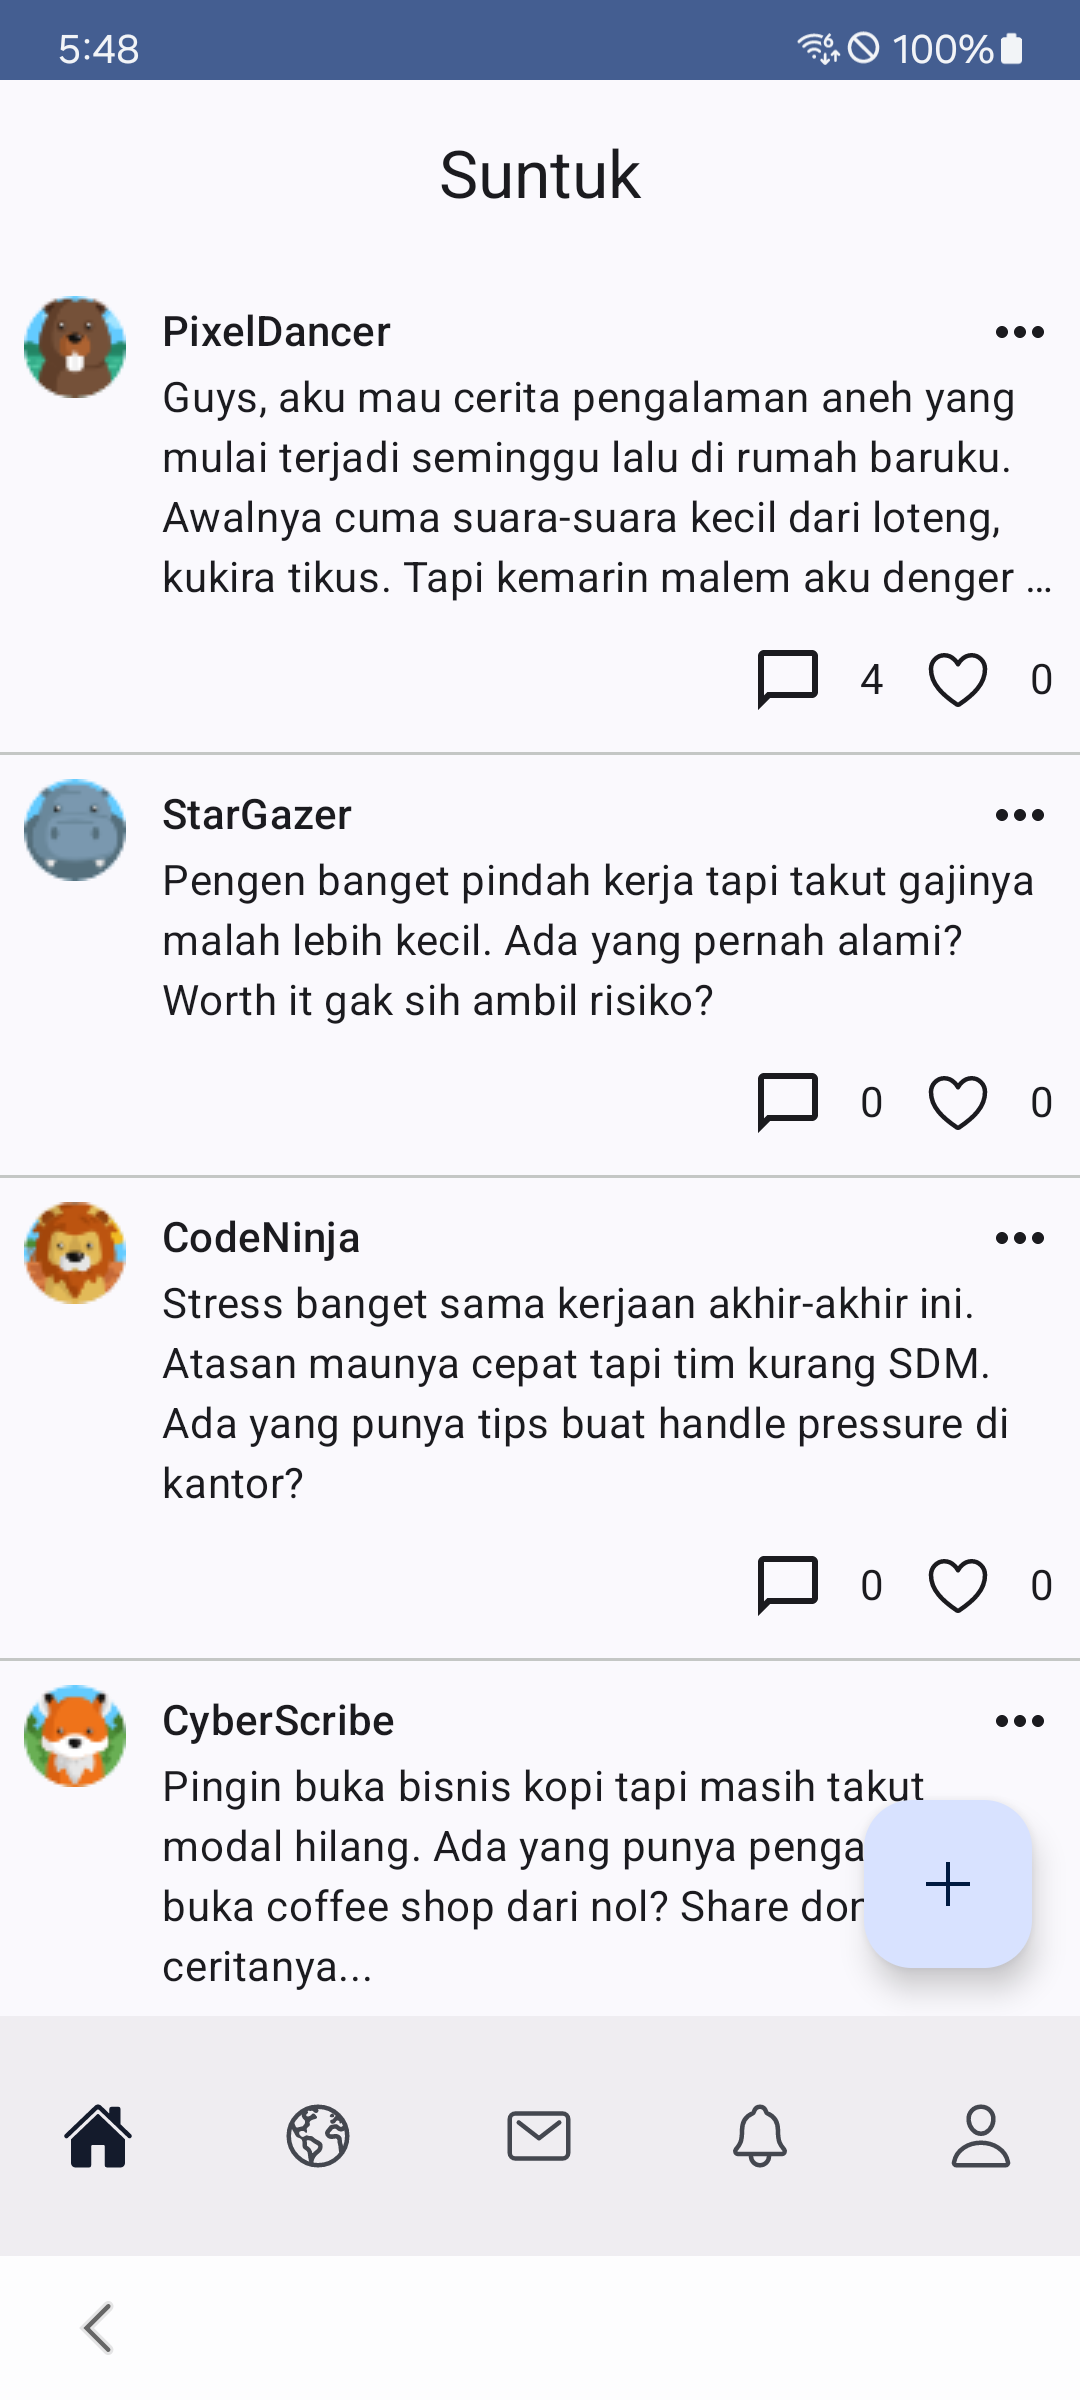 5:48
100%
Suntuk
PixelDancer
Guys, aku mau cerita pengalaman aneh yang
mulai terjadi seminggu lalu di rumah baruku.
Awalnya cuma suara-suara kecil dari loteng,
kukira tikus. Tapi kemarin malem aku denger ...
4 0
StarGazer
Pengen banget pindah kerja tapi takut gajinya
malah lebih kecil. Ada yang pernah alami?
Worth it gak sih ambil risiko?
0 0
CodeNinja
Stress banget sama kerjaan akhir-akhir ini.
Atasan maunya cepat tapi tim kurang SDM.
Ada yang punya tips buat handle pressure di
kantor?
0 0
CyberScribe
Pingin buka bisnis kopi tapi masih takut
modal hilang. Ada yang punya
buka coffee shop dari nol? Share
ceritanya...